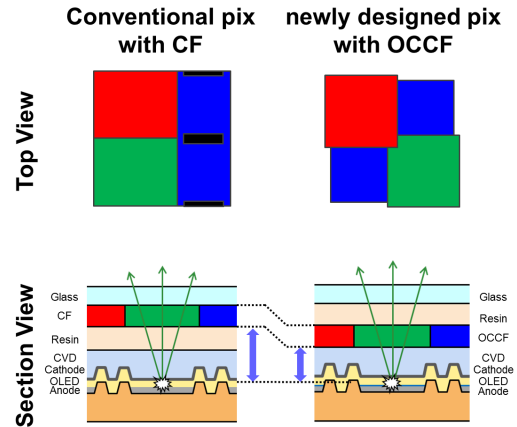 Conventional pix
with CF
newly designed pix
with OCCF
Top View
Section View
Glass
CF
Resin
CVD
Cathode
OLED
Anode
Glass
Resin
OCCF
CVD
Cathode
OLED
Anode